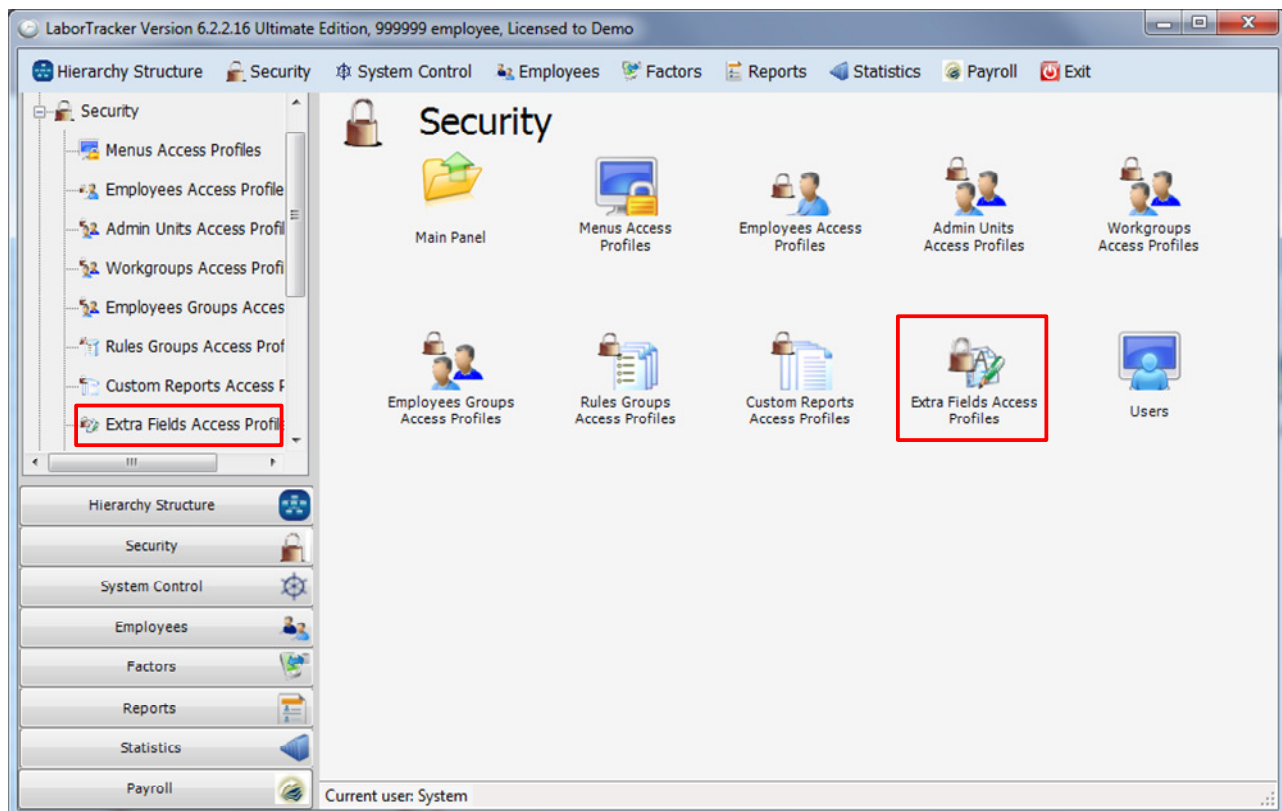 LaborTracker Version 6.2.2.16 Ultimate Edition, 999999 employee, Licensed to Demo
Hierarchy Structure Security System Control Employees Factors Reports Statistics Payroll Exit
Security
Menus Access Profiles
Employees Access Profile
Admin Units Access Profil
Workgroups Access Profi
Employees Groups Acces
Rules Groups Access Prof
Custom Reports Access P
Extra Fields Access Profil
Hierarchy Structure
Security
System Control
Employees
Factors
Reports
Statistics
Payroll
Security
Main Panel
Menus Access
Profiles
Employees Access
Profiles
Admin Units
Access Profiles
Workgroups
Access Profiles
Employees Groups
Access Profiles
Rules Groups
Access Profiles
Custom Reports
Access Profiles
Extra Fields Access
Profiles
Users
Current user: System